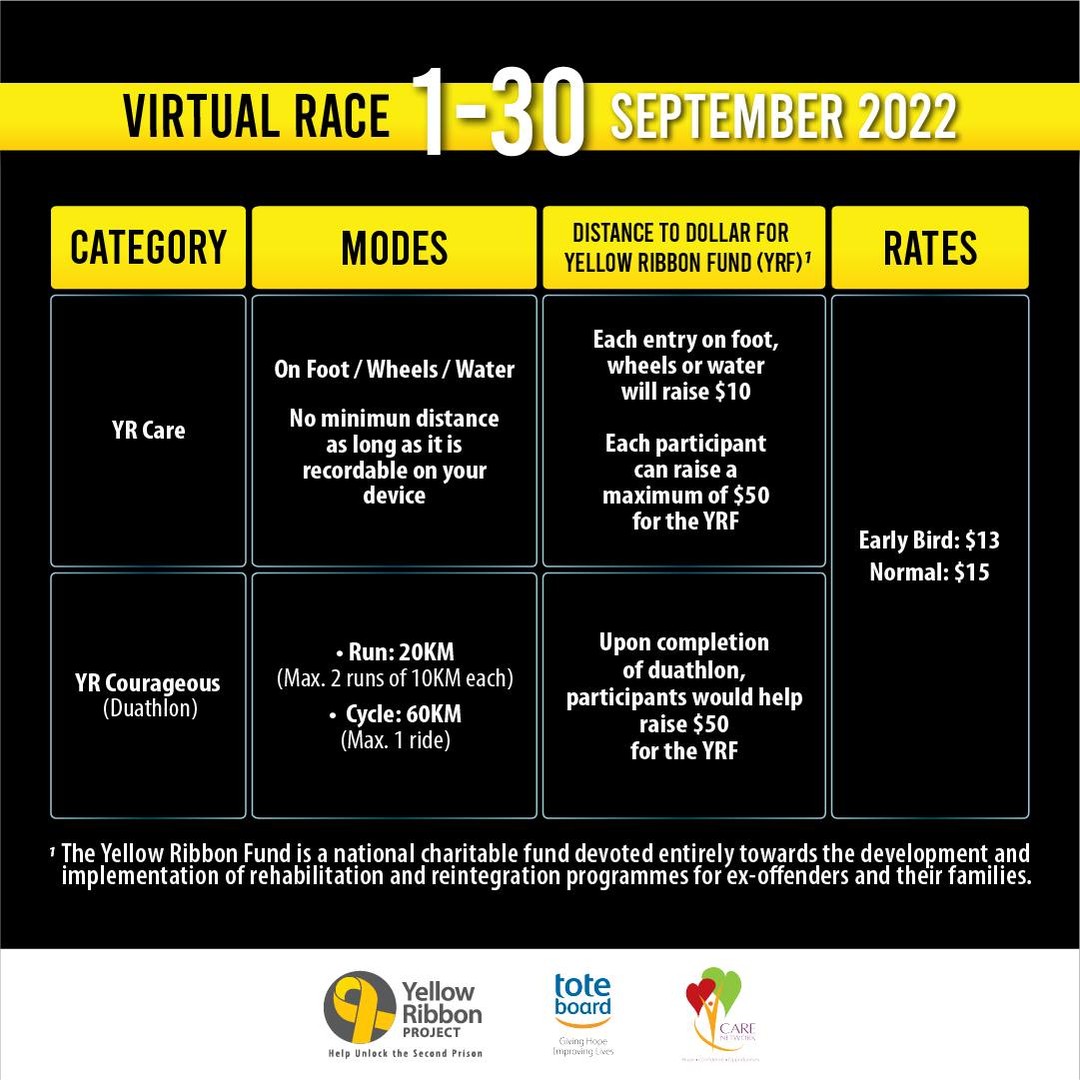 VIRTUAL RACE 1-30 SEPTEMBER 2022
CATEGORY
MODES
DISTANCE TO DOLLAR FOR
YELLOW RIBBON FUND (YRF)¹
RATES
YR Care
On Foot / Wheels / Water
No minimun distance
as long as it is
recordable on your
device
Each entry on foot,
wheels or water
will raise $10
Each participant
can raise a
maximum of $50
for the YRF
Early Bird: $13
Normal: $15
YR Courageous
(Duathlon)
• Run: 20KM
(Max. 2 runs of 10KM each)
• Cycle: 60KM
(Max. 1 ride)
Upon completion
of duathlon,
participants would help
raise $50
for the YRF
¹ The Yellow Ribbon Fund is a national charitable fund devoted entirely towards the development and
implementation of rehabilitation and reintegration programmes for ex-offenders and their families.
Yellow
Ribbon
PROJECT
Help Unlock the Second Prison
tote
board
Giving Hope
Improving Lives
CARE
NETWORK